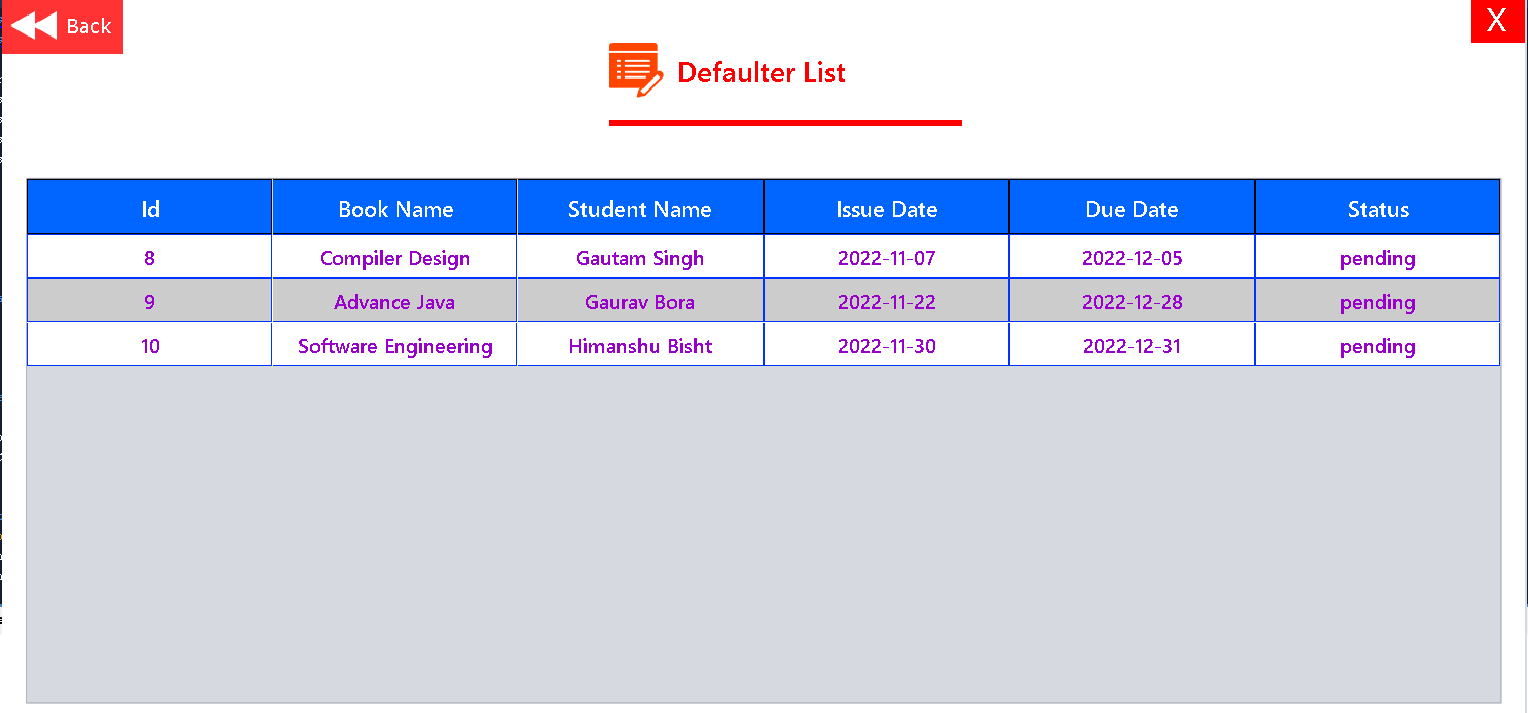 Back
X
Defaulter List
Id Book Name Student Name Issue Date Due Date Status
8 Compiler Design Gautam Singh 2022-11-07 2022-12-05 pending
9 Advance Java Gaurav Bora 2022-11-22 2022-12-28 pending
10 Software Engineering Himanshu Bisht 2022-11-30 2022-12-31 pending